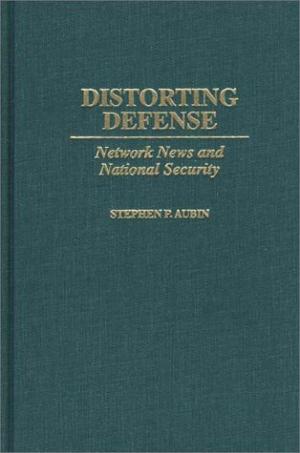 DISTORTING
DEFENSE
Network News and
National Security
STEPHEN P. AUBIN